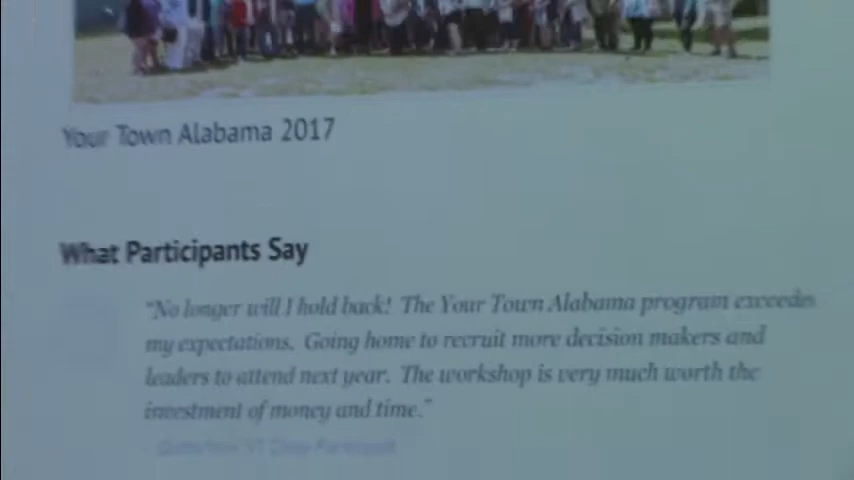 Your Town Alabama 2017
What Participants Say
"No longer will I hold back! The Your Town Alabama program exceedes
my expectations. Going home to recruit more decision makers and
leaders to attend next year. The workshop is very much worth the
investment of money and time."